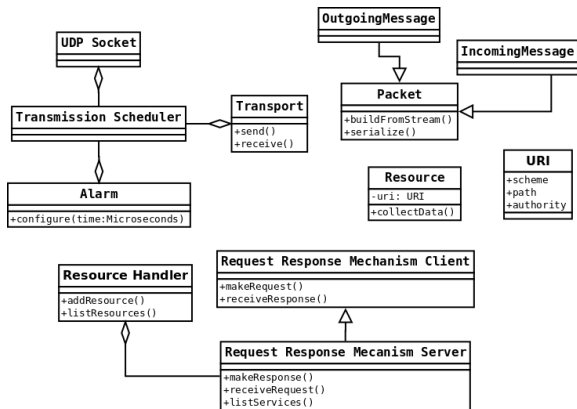 OutgoingMessage
UDP Socket
IncomingMessage
Packet
+buildFromStream()
+serialize()
Transmission Scheduler
Transport
+send()
+receive()
Alarm
+configure(time:Microseconds)
Resource
-uri: URI
+collectData()
URI
+scheme
+path
+authority
Resource Handler
+addResource()
+listResources()
Request Response Mechanism Client
+makeRequest()
+receiveResponse()
Request Response Mecanism Server
+makeResponse()
+receiveRequest()
+listServices()